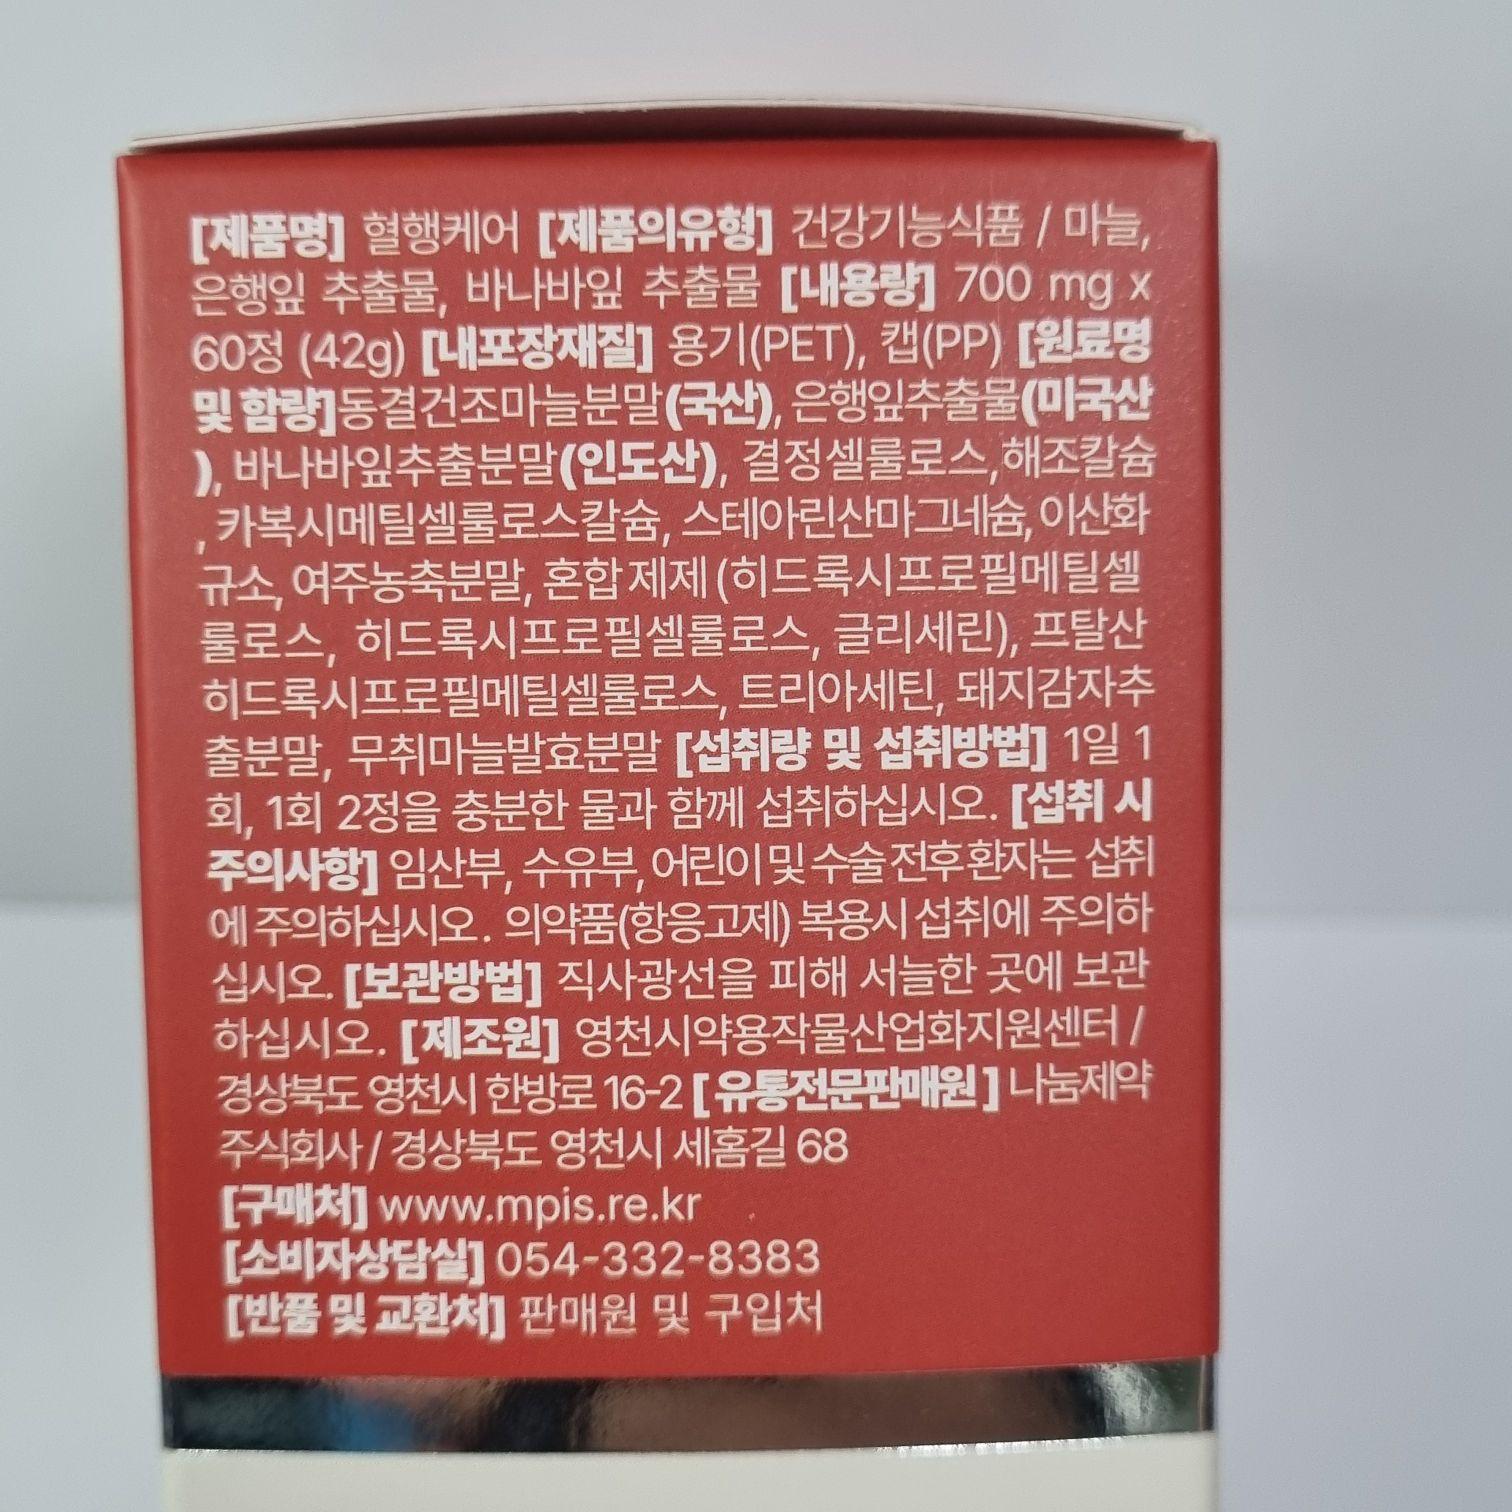 [제품명] 혈행케어 [제품의유형] 건강기능식품 / 마늘,
은행잎 추출물, 바나바잎 추출물 [내용량] 700 mg x
60정 (42g) [내포장재질] 용기(PET), 캡(PP) [원료명
및 함량]동결건조마늘분말(국산), 은행잎추출물(미국산
), 바나바잎추출분말(인도산), 결정셀룰로스,해조칼슘
, 카복시메틸셀룰로스칼슘, 스테아린산마그네슘, 이산화
규소, 여주농축분말, 혼합제제 (히드록시프로필메틸셀
룰로스, 히드록시프로필셀룰로스, 글리세린), 프탈산
히드록시프로필메틸셀룰로스, 트리아세틴, 돼지감자추
출분말, 무취마늘발효분말 [섭취량 및 섭취방법] 1일 1
회, 1회 2정을 충분한 물과 함께 섭취하십시오. [섭취 시
주의사항] 임산부, 수유부, 어린이 및 수술 전후 환자는 섭취
에 주의하십시오. 의약품(항응고제) 복용시 섭취에 주의하
십시오. [보관방법] 직사광선을 피해 서늘한 곳에 보관
하십시오. [제조원] 영천시약용작물산업화지원센터 /
경상북도 영천시 한방로 16-2 [ 유통전문판매원 ] 나눔제약
주식회사 / 경상북도 영천시 세홈길 68
[구매처] www.mpis.re.kr
[소비자상담실] 054-332-8383
[반품 및 교환처] 판매원 및 구입처